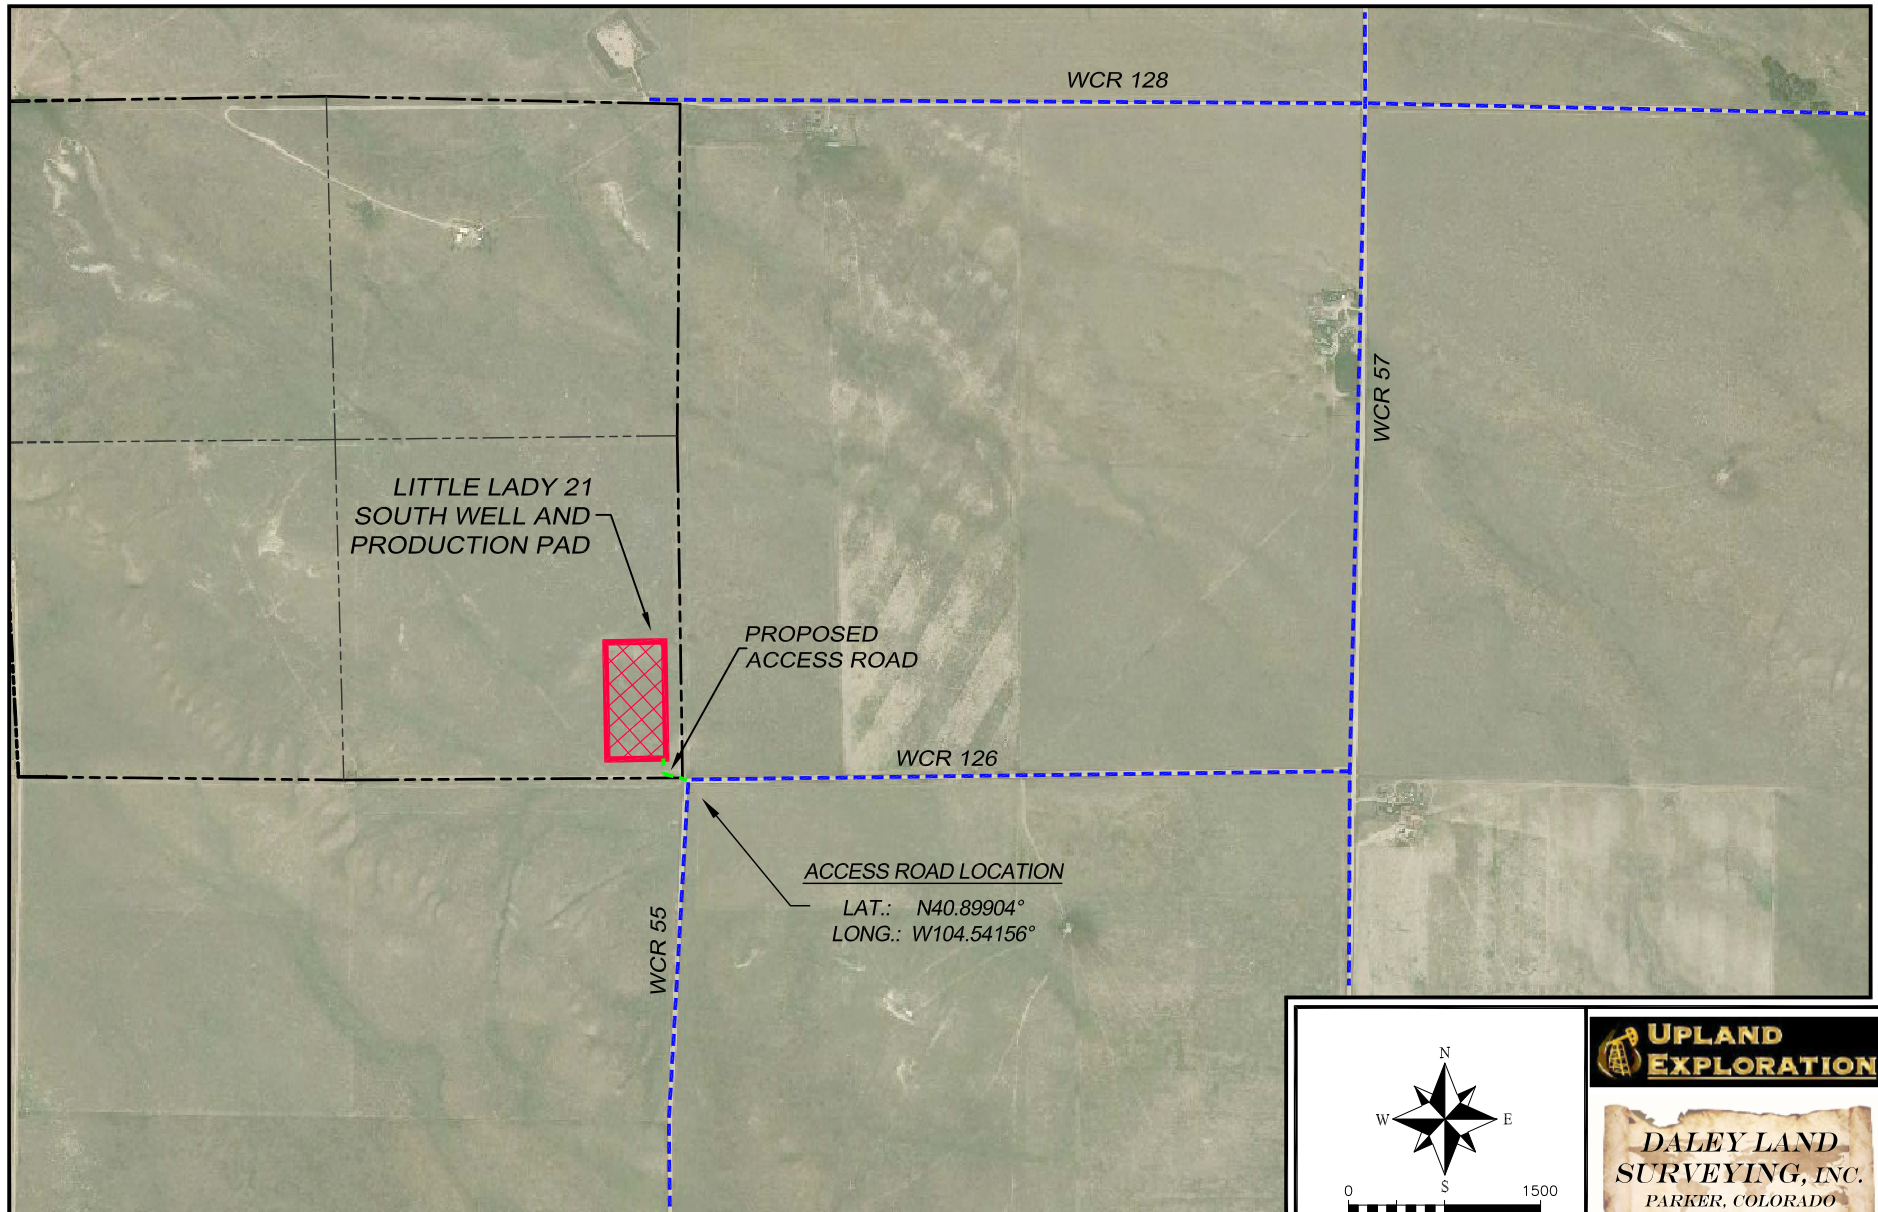 WCR 128
WCR 57
LITTLE LADY 21
SOUTH WELL AND
PRODUCTION PAD
PROPOSED
ACCESS ROAD
WCR 126
ACCESS ROAD LOCATION
LAT.: N40.89904°
LONG.: W104.54156°
WCR 55
N
W
E
S
0
1500
UPLAND
EXPLORATION
DALEY LAND
SURVEYING, INC.
PARKER, COLORADO